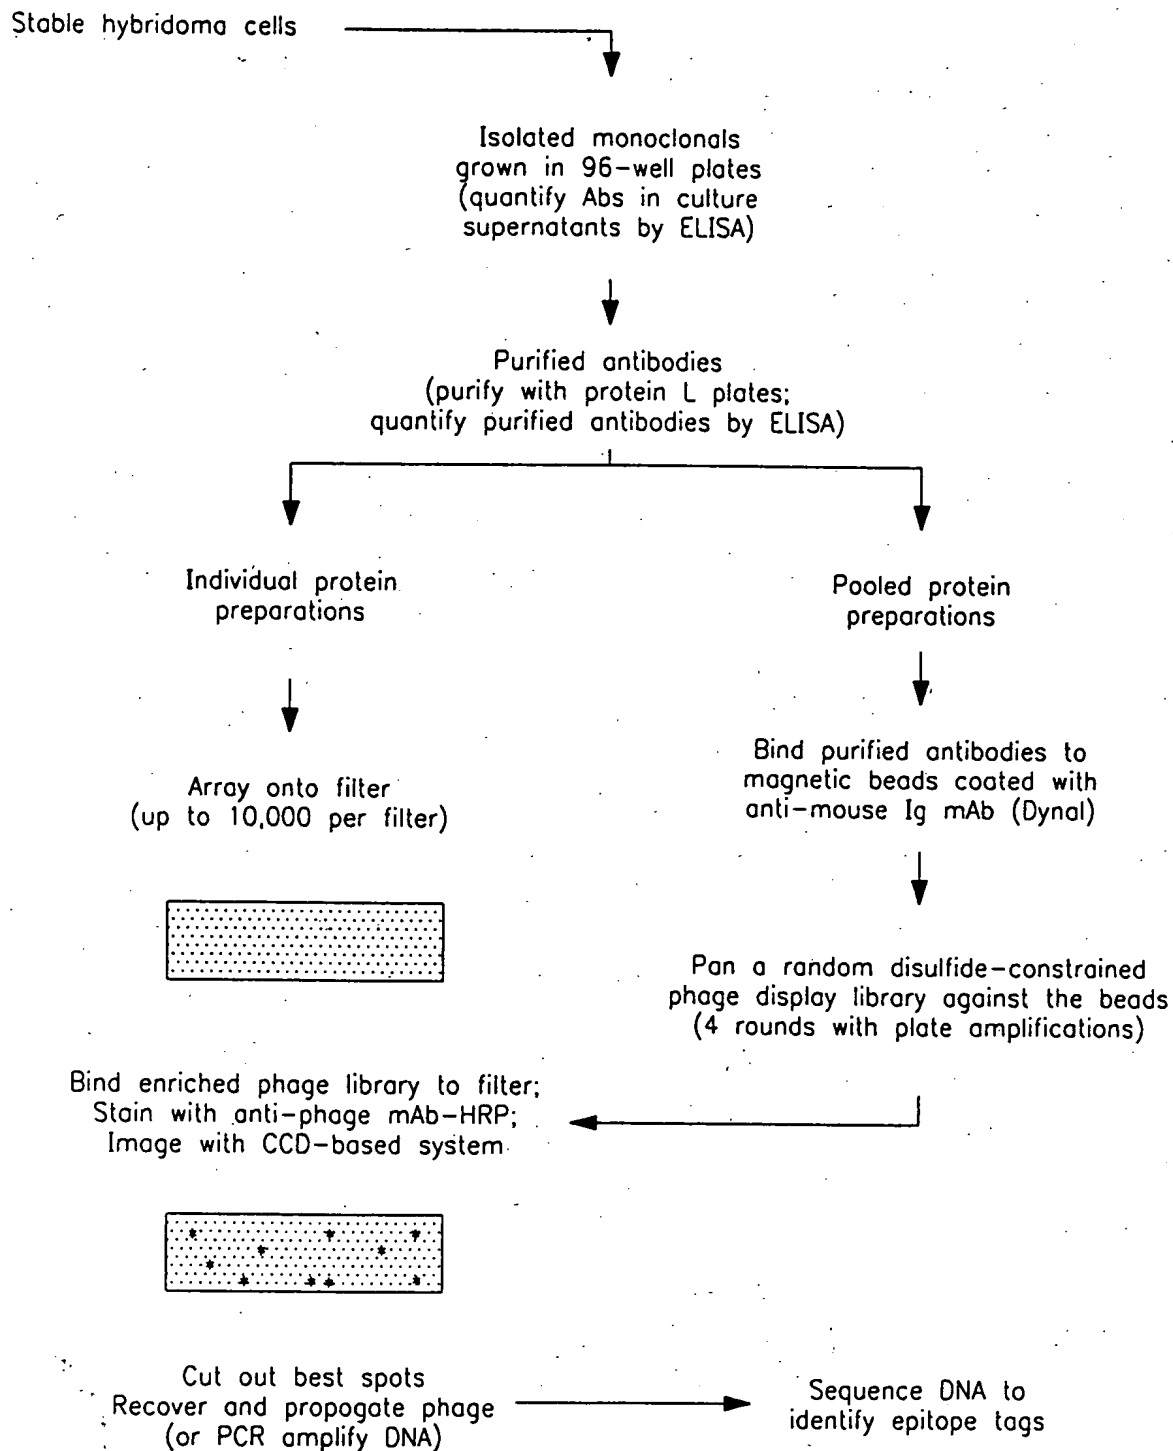 Stable hybridoma cells
Isolated monoclonals
grown in 96-well plates
(quantify Abs in culture
supernatants by ELISA)
Purified antibodies
(purify with protein L plates;
quantify purified antibodies by ELISA)
Individual protein
preparations
Pooled protein
preparations
Array onto filter
(up to 10,000 per filter)
Bind purified antibodies to
magnetic beads coated with
anti-mouse Ig mAb (Dynal)
Pan a random disulfide-constrained
phage display library against the beads
(4 rounds with plate amplifications)
Bind enriched phage library to filter;
Stain with anti-phage mAb-HRP;
Image with CCD-based system
Cut out best spots
Recover and propogate phage
(or PCR amplify DNA)
Sequence DNA to
identify epitope tags